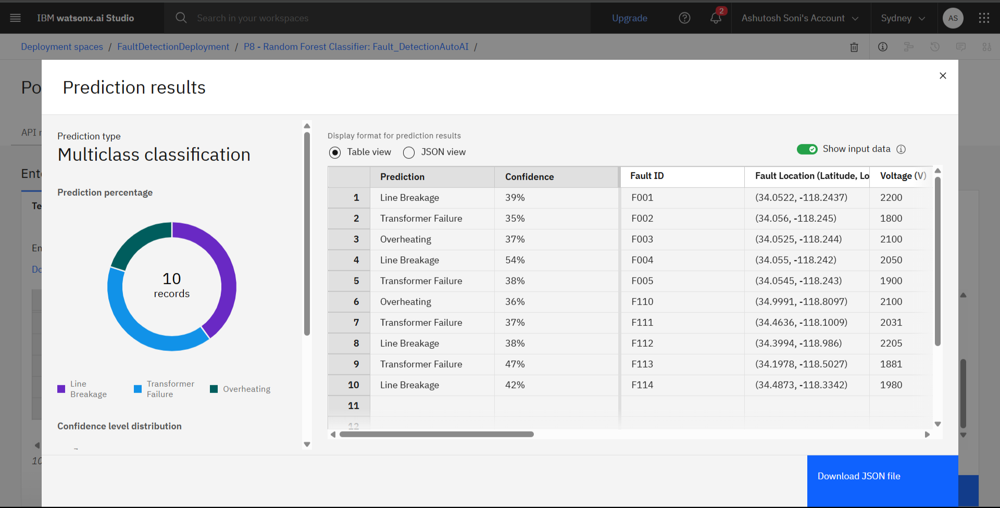 IBM watsonx.ai Studio
Search in your workspaces
Upgrade
2
Ashutosh Soni's Account
Sydney
AS
Deployment spaces / FaultDetectionDeployment / P8 - Random Forest Classifier: Fault_DetectionAutoAI /
Po
Prediction results
API r
Ente
Te
En
Do
10
Prediction type
Multiclass classification
Prediction percentage
10
records
Line Breakage
Transformer Failure
Overheating
Confidence level distribution
7
Display format for prediction results
Table view JSON view
Show input data
Prediction Confidence Fault ID Fault Location (Latitude, Lo Voltage (V)
1 Line Breakage 39% F001 (34.0522, -118.2437) 2200
2 Transformer Failure 35% F002 (34.056, -118.245) 1800
3 Overheating 37% F003 (34.0525, -118.244) 2100
4 Line Breakage 54% F004 (34.055, -118.242) 2050
5 Transformer Failure 38% F005 (34.0545, -118.243) 1900
6 Overheating 36% F110 (34.9991, -118.8097) 2100
7 Transformer Failure 37% F111 (34.4636, -118.1009) 2031
8 Line Breakage 38% F112 (34.3994, -118.986) 2205
9 Transformer Failure 47% F113 (34.1978, -118.5027) 1881
10 Line Breakage 42% F114 (34.4873, -118.3342) 1980
11
12
Download JSON file